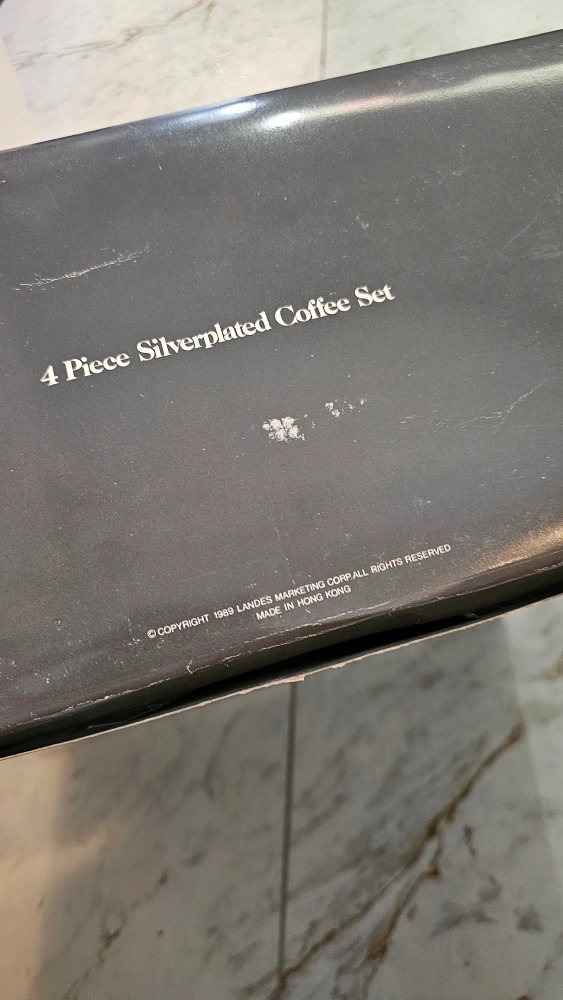 4 Piece Silverplated Coffee Set
© COPYRIGHT 1989 LANDES MARKETING CORP.ALL RIGHTS RESERVED
MADE IN HONG KONG